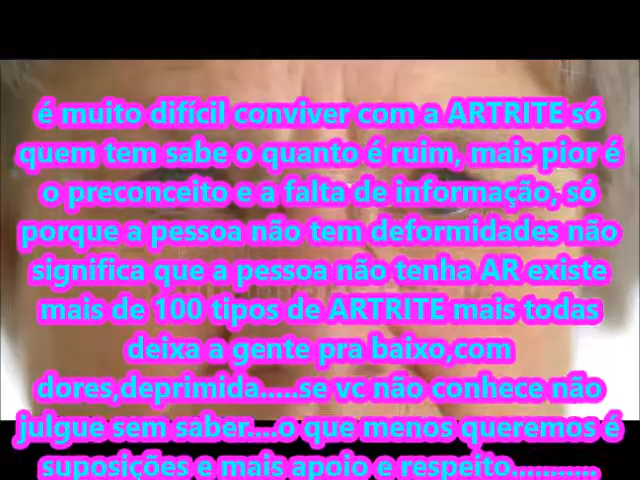 é muito difícil conviver com a ARTRITE só
quem tem sabe o quanto é ruim, mais pior é
o preconceito e a falta de informação, só
porque a pessoa não tem deformidades não
significa que a pessoa não tenha AR existe
mais de 100 tipos de ARTRITE mais todas
deixa a gente pra baixo,com
dores,deprimida.....se vc não conhece não
julgue sem saber....o que menos queremos é
suposições e mais apoio e respeito...........